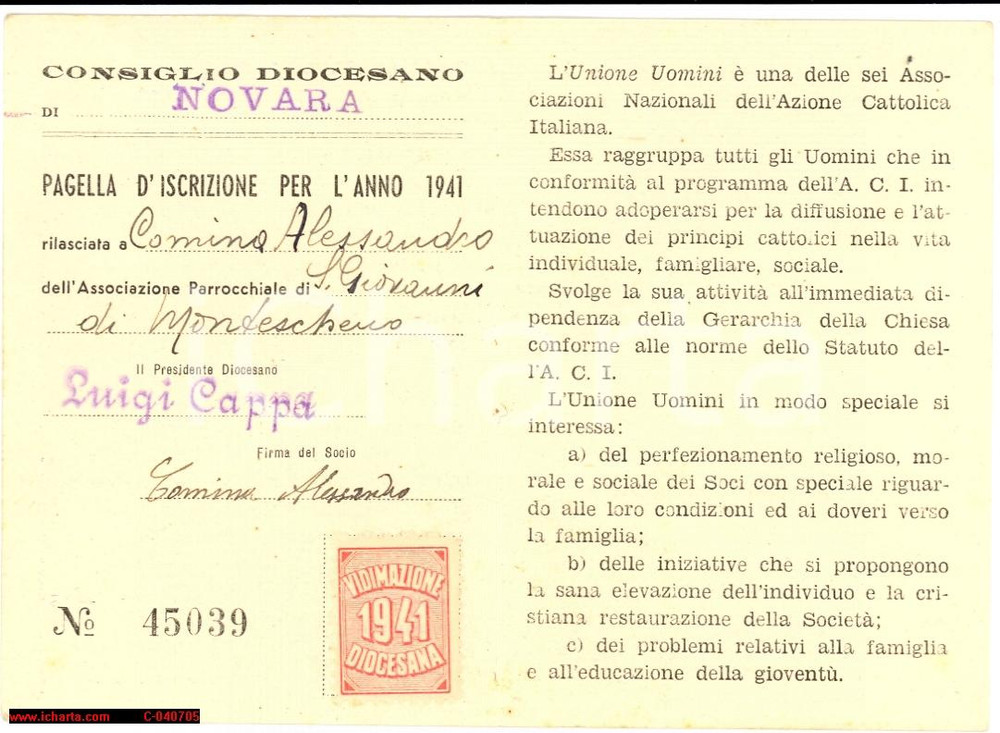 CONSIGLIO DIOCESANO
DI NOVARA
PAGELLA D'ISCRIZIONE PER L'ANNO 1941
rilasciata a Comina Alessandro
dell'Associazione Parrocchiale di S. Giovanni
di Montescheno
Il Presidente Diocesano
Luigi Cappa
Firma del Socio
Comina Alessandro
VIDIMAZIONE
1941
DIOCESANA
№ 45039
www.icharta.com C-040705
L'Unione Uomini è una delle sei Asso-
ciazioni Nazionali dell'Azione Cattolica
Italiana.
Essa raggruppa tutti gli Uomini che in
conformità al programma dell'A. C. I. in-
tendono adoperarsi per la diffusione e l'at-
tuazione dei principi cattolici nella vita
individuale, famigliare, sociale.
Svolge la sua attività all'immediata di-
pendenza della Gerarchia della Chiesa
conforme alle norme dello Statuto del-
l'A. C. I.
L'Unione Uomini in modo speciale si
interessa:
a) del perfezionamento religioso, mo-
rale e sociale dei Soci con speciale riguar-
do alle loro condizioni ed ai doveri verso
la famiglia;
b) delle iniziative che si propongono
la sana elevazione dell'individuo e la cri-
stiana restaurazione della Società;
c) dei problemi relativi alla famiglia
e all'educazione della gioventù.